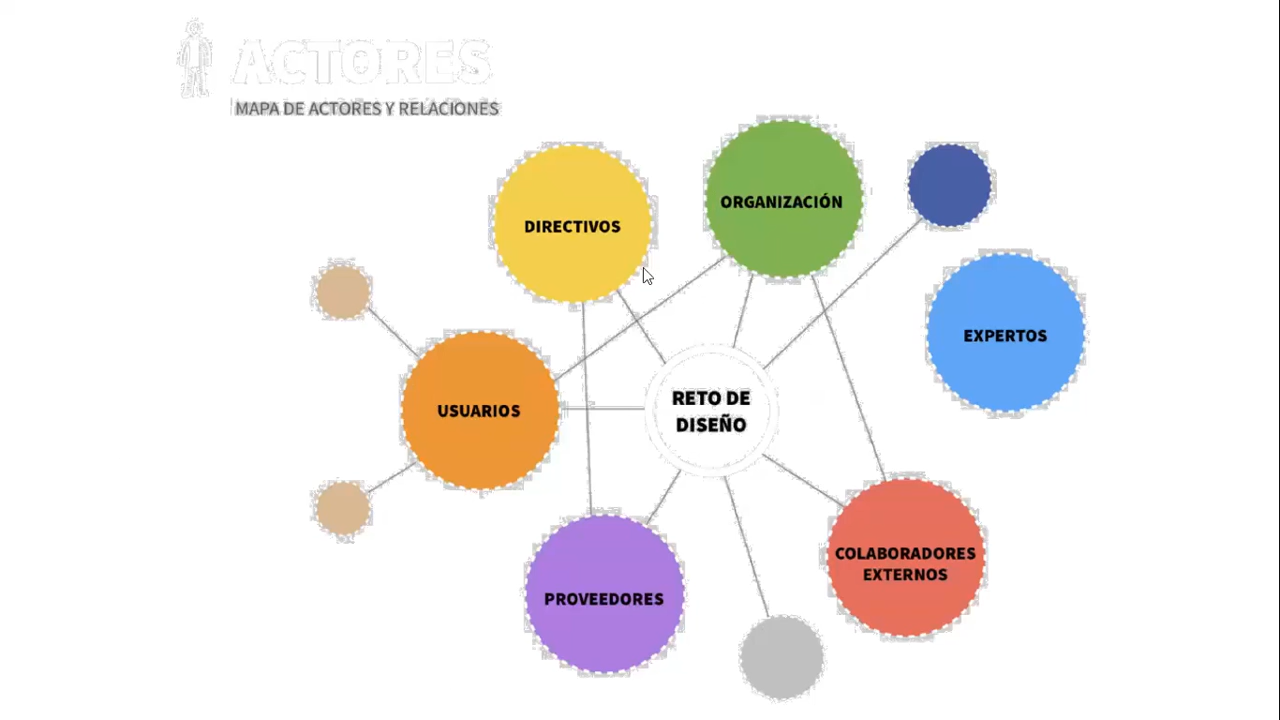 ACTORES
MAPA DE ACTORES Y RELACIONES
DIRECTIVOS
ORGANIZACIÓN
EXPERTOS
USUARIOS
RETO DE
DISEÑO
COLABORADORES
EXTERNOS
PROVEEDORES